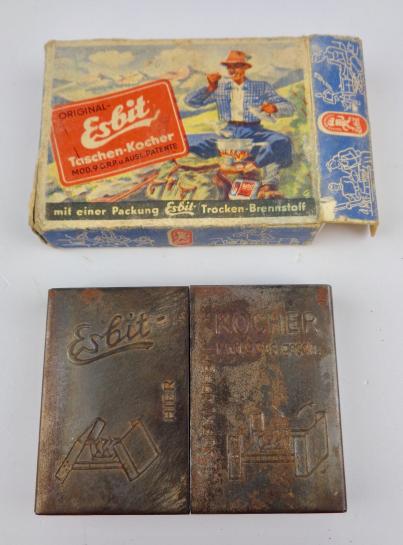 ORIGINAL-
Esbit
Taschen-Kocher
MOD. 9 D.R.P. u. AUSL. PATENTE
mit einer Packung Esbit Trocken-Brennstoff
Esbit-
HIER
KOCHER